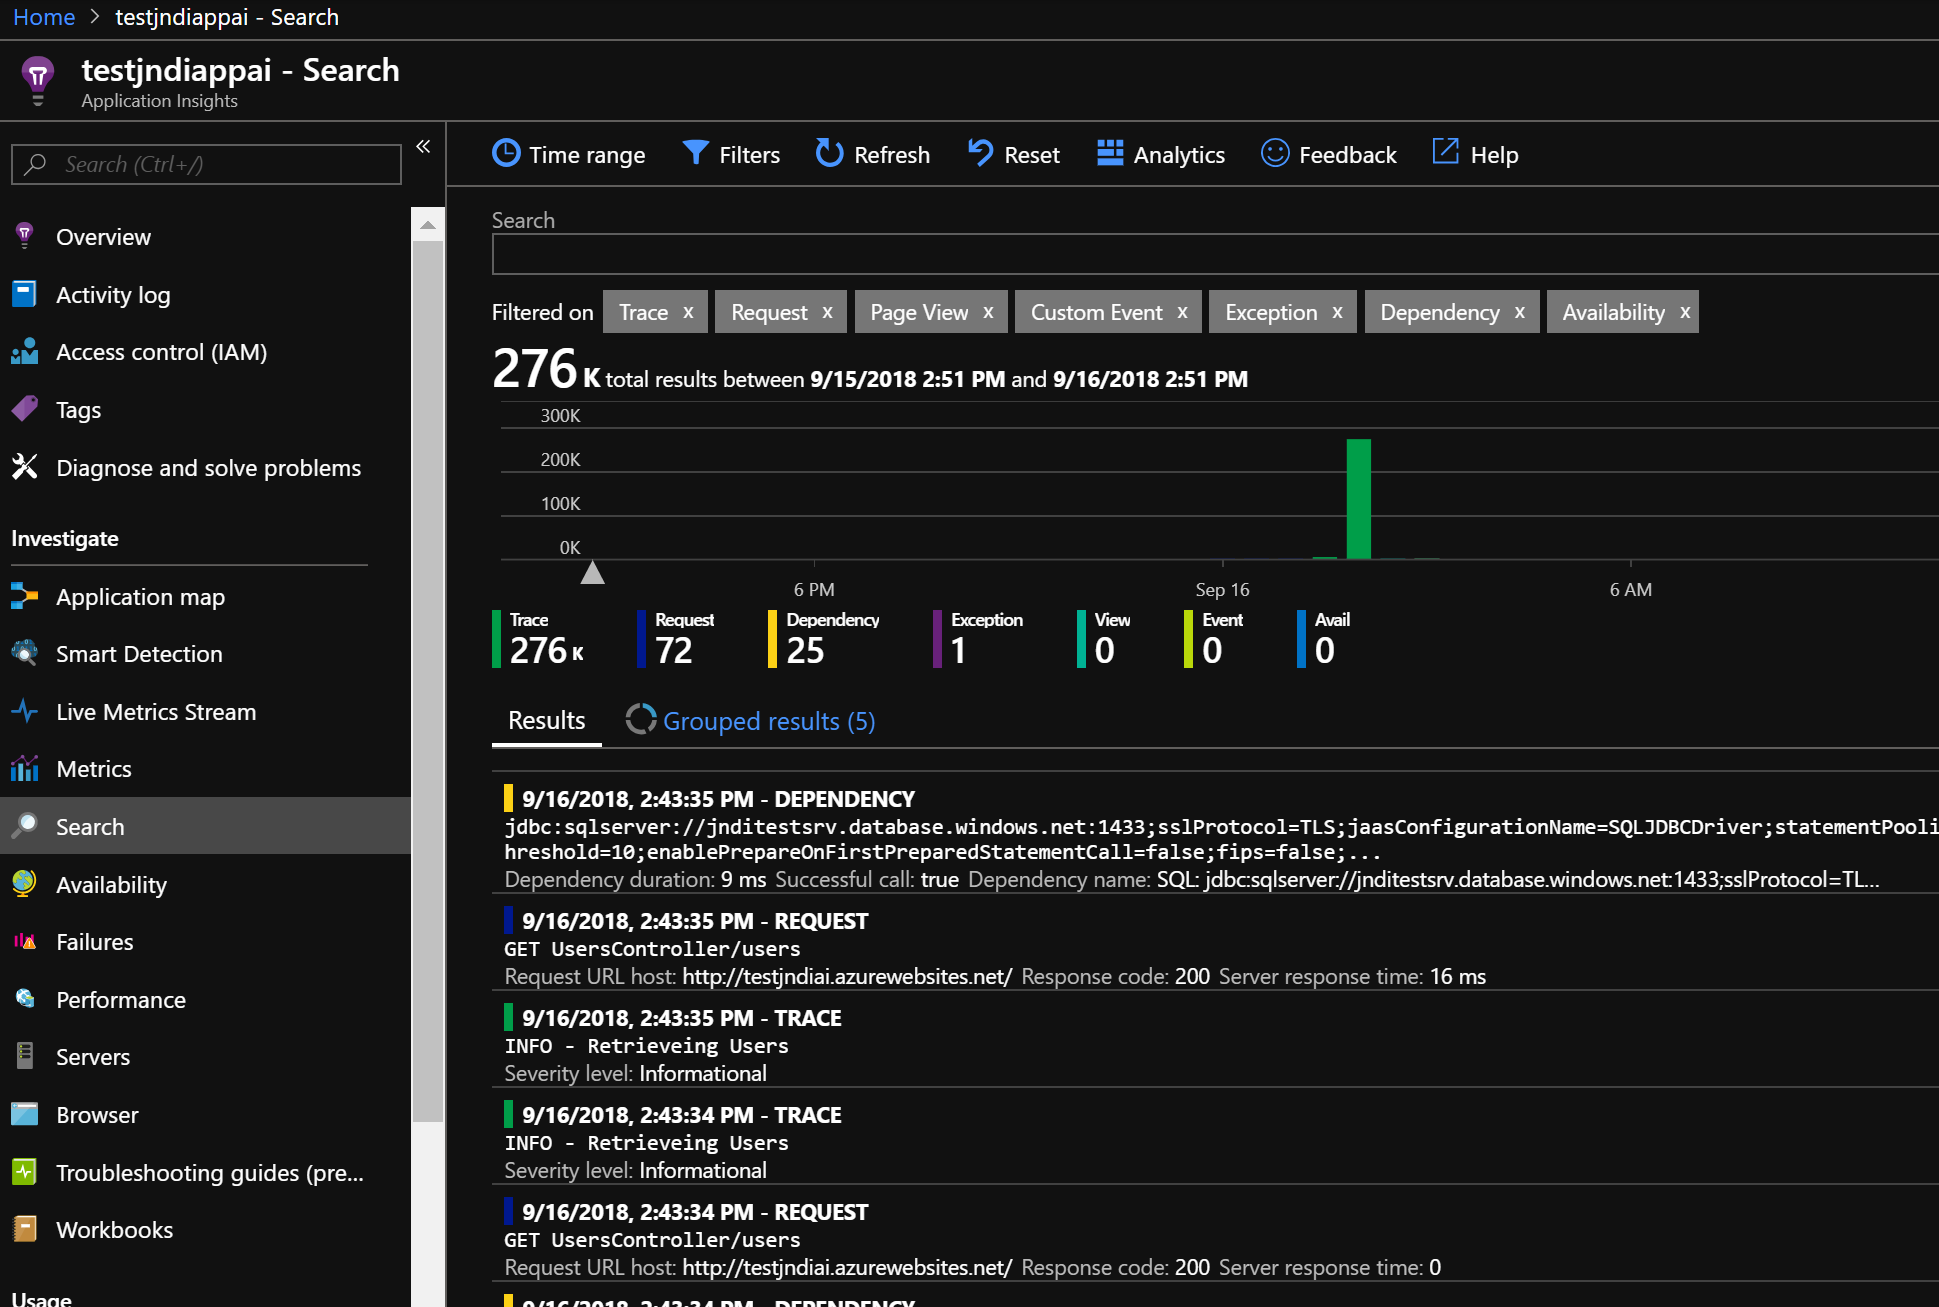 Home > testjndiappai - Search
testjndiappai - Search
Application Insights
Search (Ctrl+/)
«
Overview
Activity log
Access control (IAM)
Tags
Diagnose and solve problems
Investigate
Application map
Smart Detection
Live Metrics Stream
Metrics
Search
Availability
Failures
Performance
Servers
Browser
Troubleshooting guides (pre...
Workbooks
Usage
Time range Filters Refresh Reset Analytics Feedback Help
Search
Filtered on Trace x Request x Page View x Custom Event x Exception x Dependency x Availability x
276 K total results between 9/15/2018 2:51 PM and 9/16/2018 2:51 PM
300K
200K
100K
0K
6 PM Sep 16 6 AM
Trace Request Dependency Exception View Event Avail
276 K 72 25 1 0 0 0
Results Grouped results (5)
9/16/2018, 2:43:35 PM - DEPENDENCY
jdbc:sqlserver://jnditestsrv.database.windows.net:1433;sslProtocol=TLS;jaasConfigurationName=SQLJDBCDriver;statementPooli
hreshold=10;enablePrepareOnFirstPreparedStatementCall=false;fips=false;...
Dependency duration: 9 ms Successful call: true Dependency name: SQL: jdbc:sqlserver://jnditestsrv.database.windows.net:1433;sslProtocol=TL...
9/16/2018, 2:43:35 PM - REQUEST
GET UsersController/users
Request URL host: http://testjndiai.azurewebsites.net/ Response code: 200 Server response time: 16 ms
9/16/2018, 2:43:35 PM - TRACE
INFO - Retrieveing Users
Severity level: Informational
9/16/2018, 2:43:34 PM - TRACE
INFO - Retrieveing Users
Severity level: Informational
9/16/2018, 2:43:34 PM - REQUEST
GET UsersController/users
Request URL host: http://testjndiai.azurewebsites.net/ Response code: 200 Server response time: 0
9/16/2018, 2:43:34 PM - DEPENDENCY